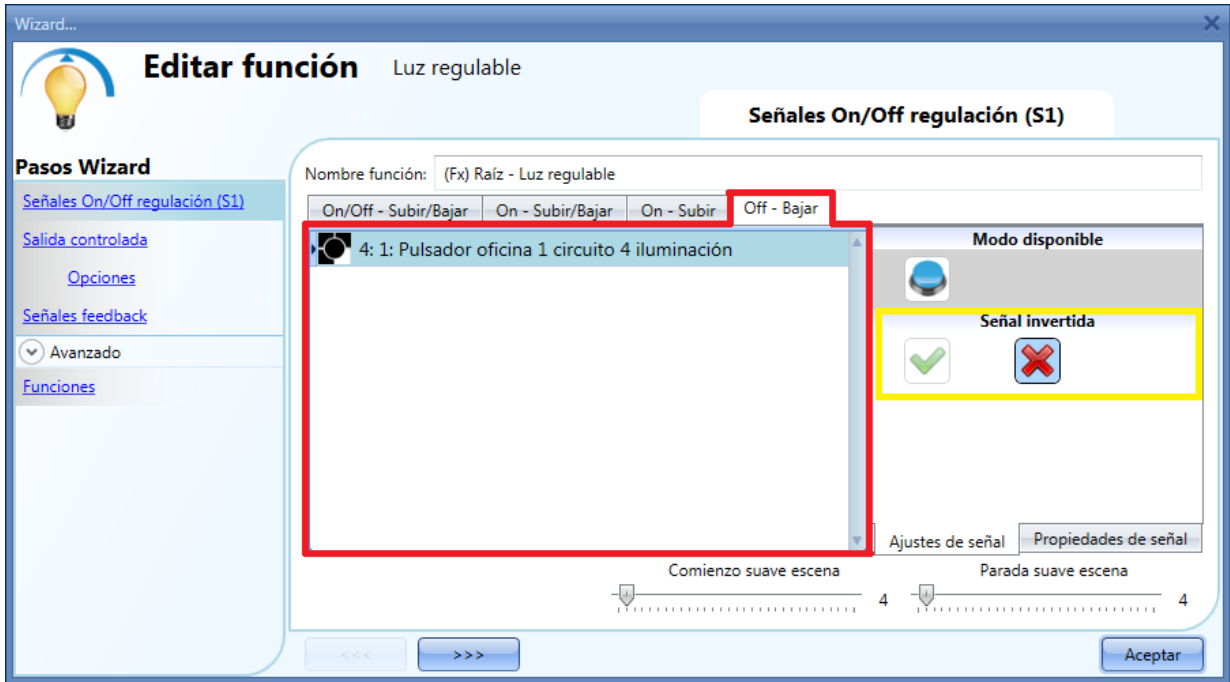 Wizard...
Editar función Luz regulable
Señales On/Off regulación (S1)
Pasos Wizard
Señales On/Off regulación (S1)
Salida controlada
Opciones
Señales feedback
Avanzado
Funciones
Nombre función: (Fx) Raíz - Luz regulable
On/Off - Subir/Bajar On - Subir/Bajar On - Subir Off - Bajar
4: 1: Pulsador oficina 1 circuito 4 iluminación
Modo disponible
Señal invertida
Ajustes de señal Propiedades de señal
Comienzo suave escena Parada suave escena
4 4
<<< >>> Aceptar